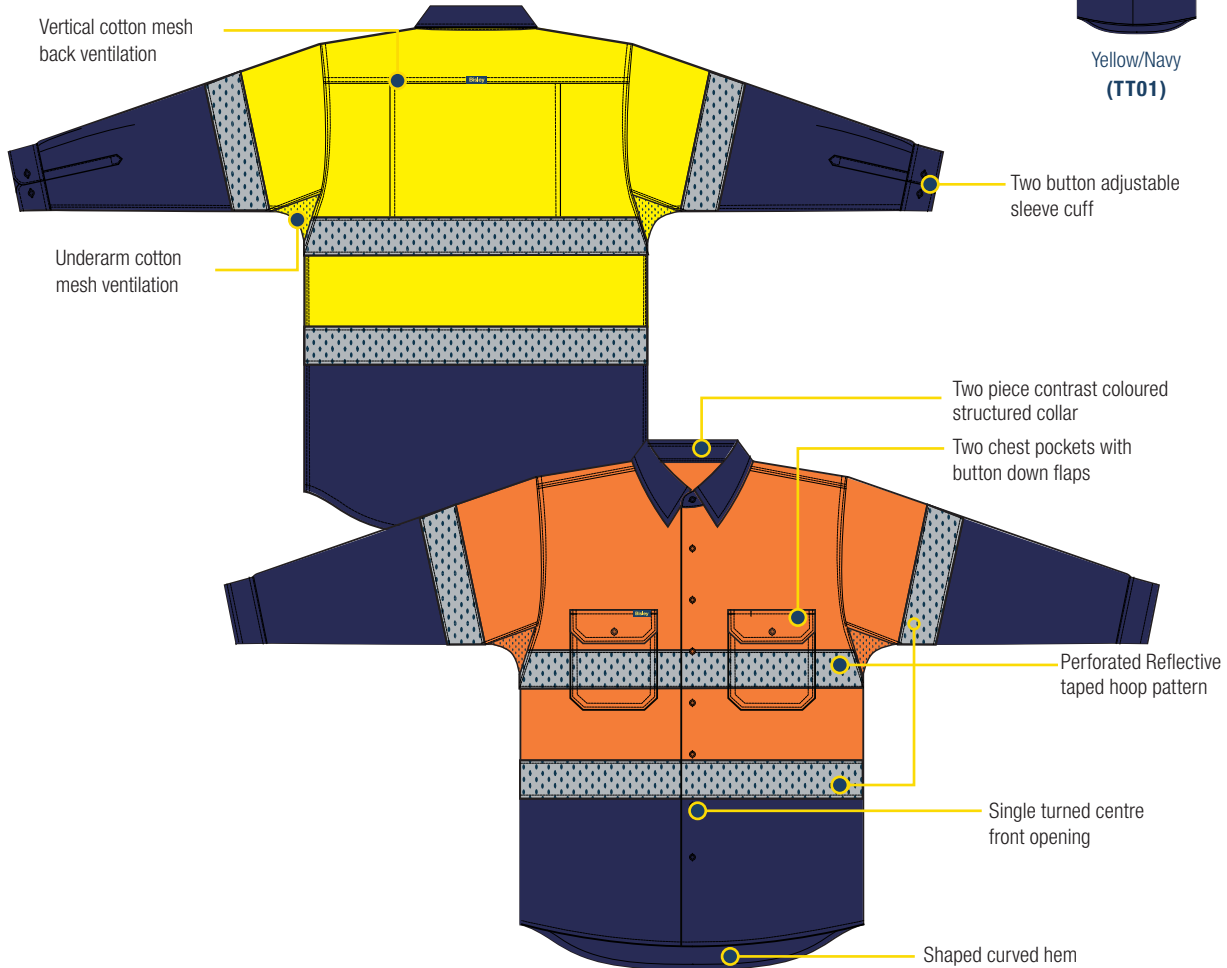 Vertical cotton mesh
back ventilation
Bisley
Yellow/Navy
(TT01)
Two button adjustable
sleeve cuff
Underarm cotton
mesh ventilation
Two piece contrast coloured
structured collar
Two chest pockets with
button down flaps
Bisley
Perforated Reflective
taped hoop pattern
Single turned centre
front opening
Shaped curved hem